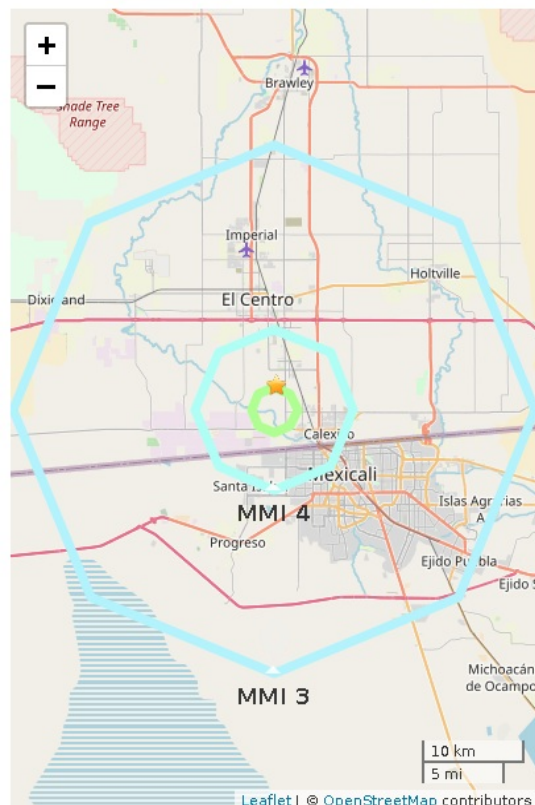 +
Brawley
−
Shade Tree
Range
Imperial
Holtville
Dixieland
El Centro
Calexico
Mexicali
Santa Isabel
Islas Agrarias
A
MMI 4
Progreso
Ejido Puebla
Ejido S
Michoacán
de Ocampo
MMI 3
10 km
5 mi
Leaflet | © OpenStreetMap contributors